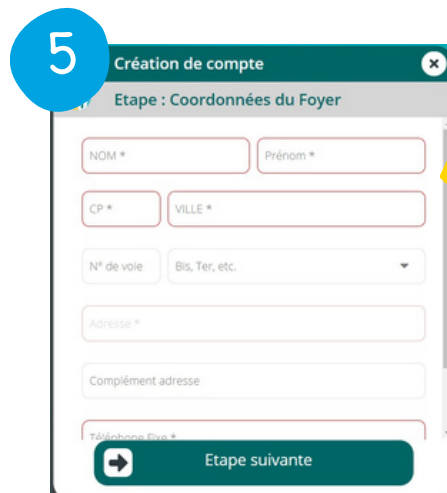 5
Création de compte
Etape : Coordonnées du Foyer
NOM * Prénom *
CP * VILLE *
N° de voie Bis, Ter, etc.
Adresse *
Complément adresse
Téléphone Fixe *
Etape suivante